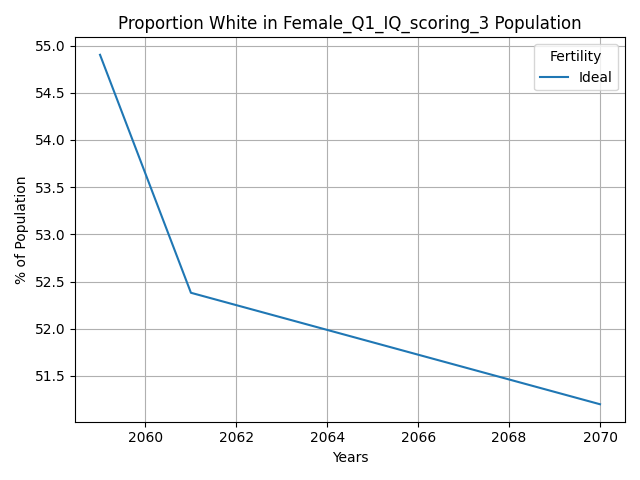 Proportion White in Female_Q1_IQ_scoring_3 Population
Fertility
Ideal
55.0
54.5
54.0
53.5
53.0
52.5
52.0
51.5
% of Population
2060 2062 2064 2066 2068 2070
Years